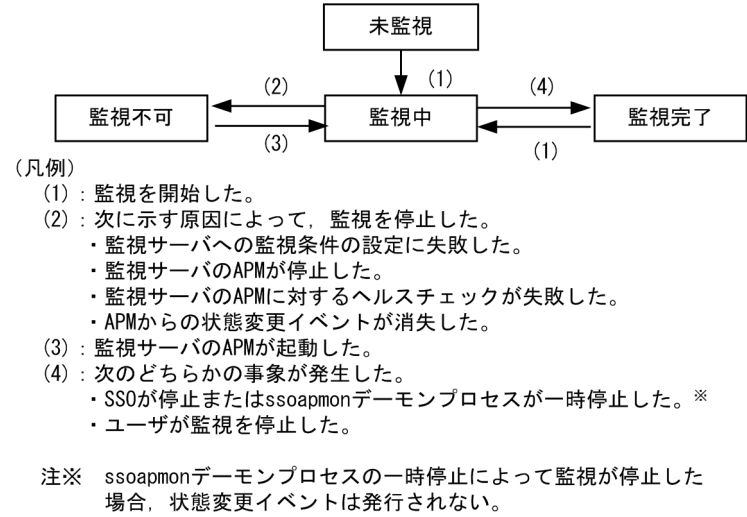 未監視
(1)
(2)
(4)
監視不可
監視中
監視完了
(3)
(1)
(凡例)
(1)：監視を開始した。
(2)：次に示す原因によって，監視を停止した。
・監視サーバへの監視条件の設定に失敗した。
・監視サーバのAPMが停止した。
・監視サーバのAPMに対するヘルスチェックが失敗した。
・APMからの状態変更イベントが消失した。
(3)：監視サーバのAPMが起動した。
(4)：次のどちらかの事象が発生した。
・SSOが停止またはssoapmonデーモンプロセスが一時停止した。※
・ユーザが監視を停止した。
注※　ssoapmonデーモンプロセスの一時停止によって監視が停止した
場合，状態変更イベントは発行されない。